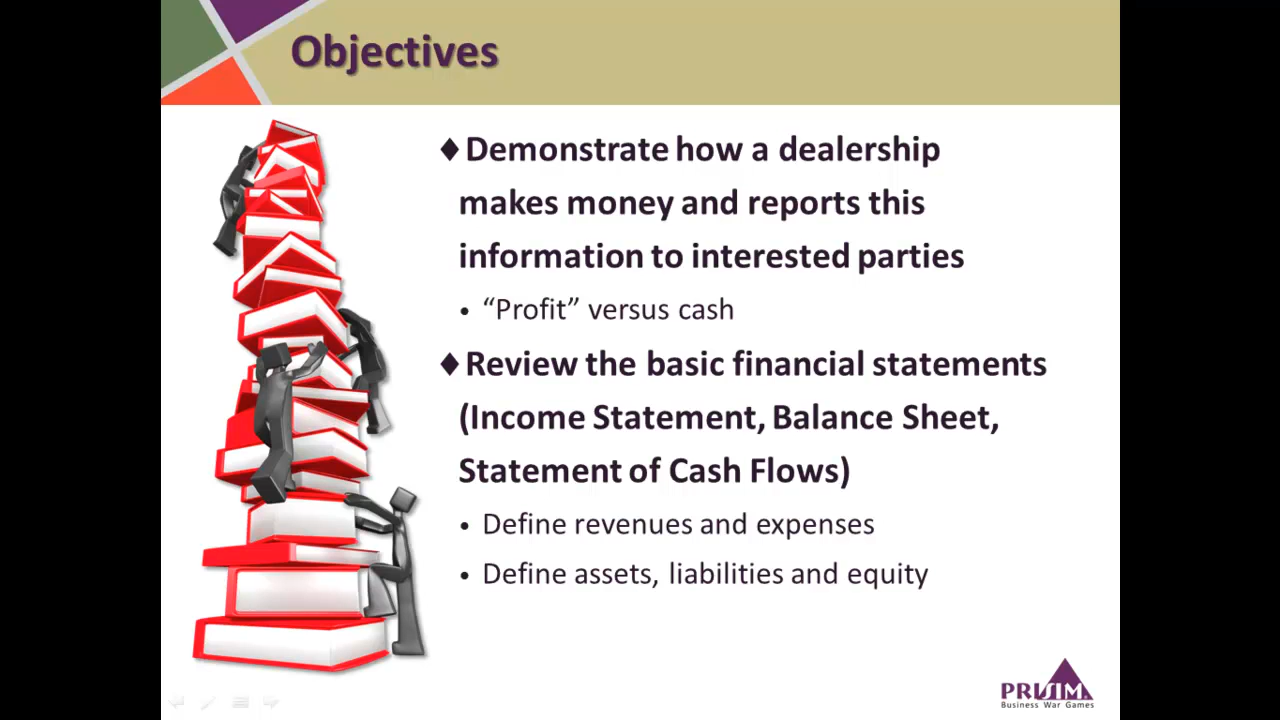 Objectives
♦Demonstrate how a dealership
makes money and reports this
information to interested parties
• “Profit” versus cash
♦Review the basic financial statements
(Income Statement, Balance Sheet,
Statement of Cash Flows)
• Define revenues and expenses
• Define assets, liabilities and equity
PRISIM
Business War Games